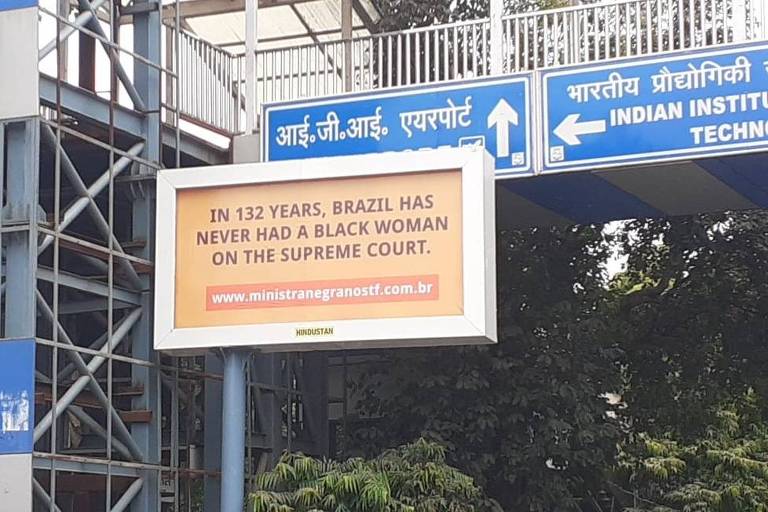 आई॰जी॰आई॰ एयरपोर्ट
भारतीय प्रौद्योगिकी
INDIAN INSTITU
TECHNO
IN 132 YEARS, BRAZIL HAS
NEVER HAD A BLACK WOMAN
ON THE SUPREME COURT.
www.ministranegranostf.com.br
HINDUSTAN